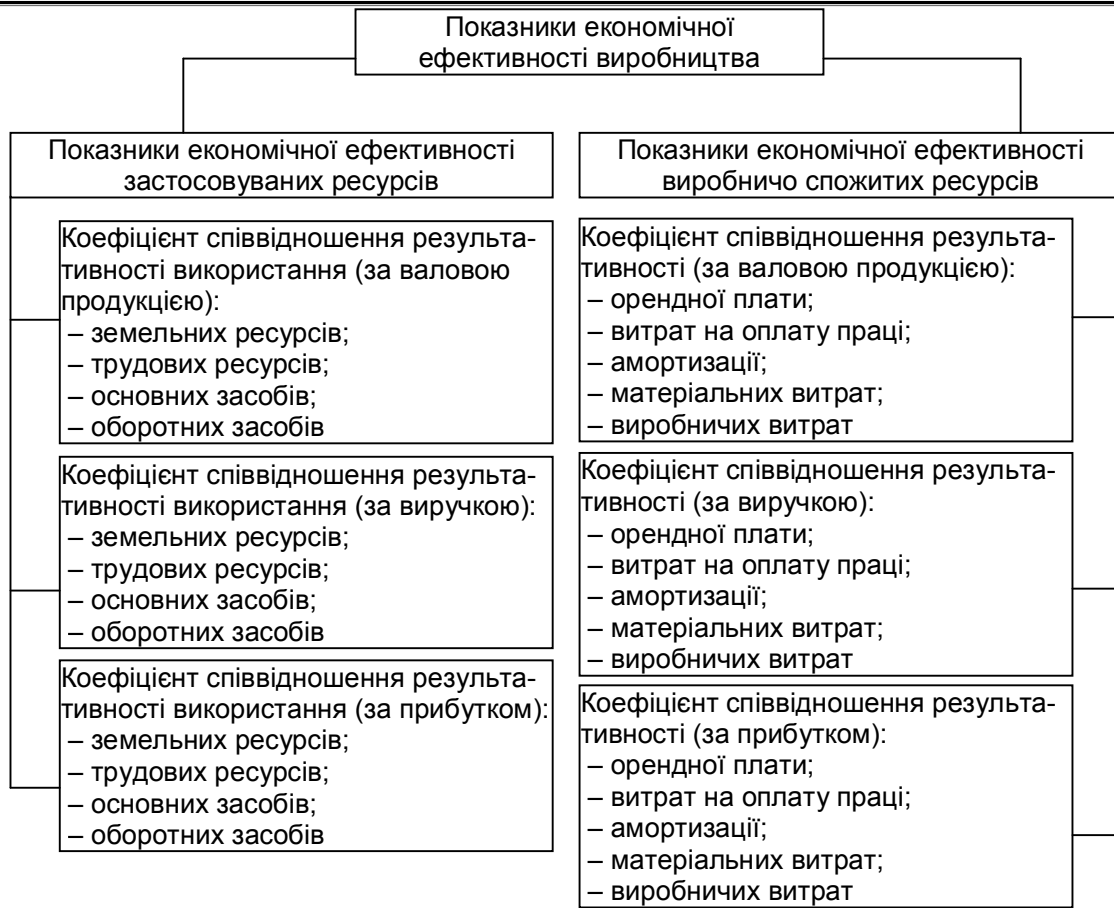 Показники економічної
ефективності виробництва
Показники економічної ефективності
застосовуваних ресурсів
Коефіцієнт співвідношення результа-
тивності використання (за валовою
продукцією):
– земельних ресурсів;
– трудових ресурсів;
– основних засобів;
– оборотних засобів
Коефіцієнт співвідношення результа-
тивності використання (за виручкою):
– земельних ресурсів;
– трудових ресурсів;
– основних засобів;
– оборотних засобів
Коефіцієнт співвідношення результа-
тивності використання (за прибутком):
– земельних ресурсів;
– трудових ресурсів;
– основних засобів;
– оборотних засобів
Показники економічної ефективності
виробничо спожитих ресурсів
Коефіцієнт співвідношення результа-
тивності (за валовою продукцією):
– орендної плати;
– витрат на оплату праці;
– амортизації;
– матеріальних витрат;
– виробничих витрат
Коефіцієнт співвідношення результа-
тивності (за виручкою):
– орендної плати;
– витрат на оплату праці;
– амортизації;
– матеріальних витрат;
– виробничих витрат
Коефіцієнт співвідношення результа-
тивності (за прибутком):
– орендної плати;
– витрат на оплату праці;
– амортизації;
– матеріальних витрат;
– виробничих витрат